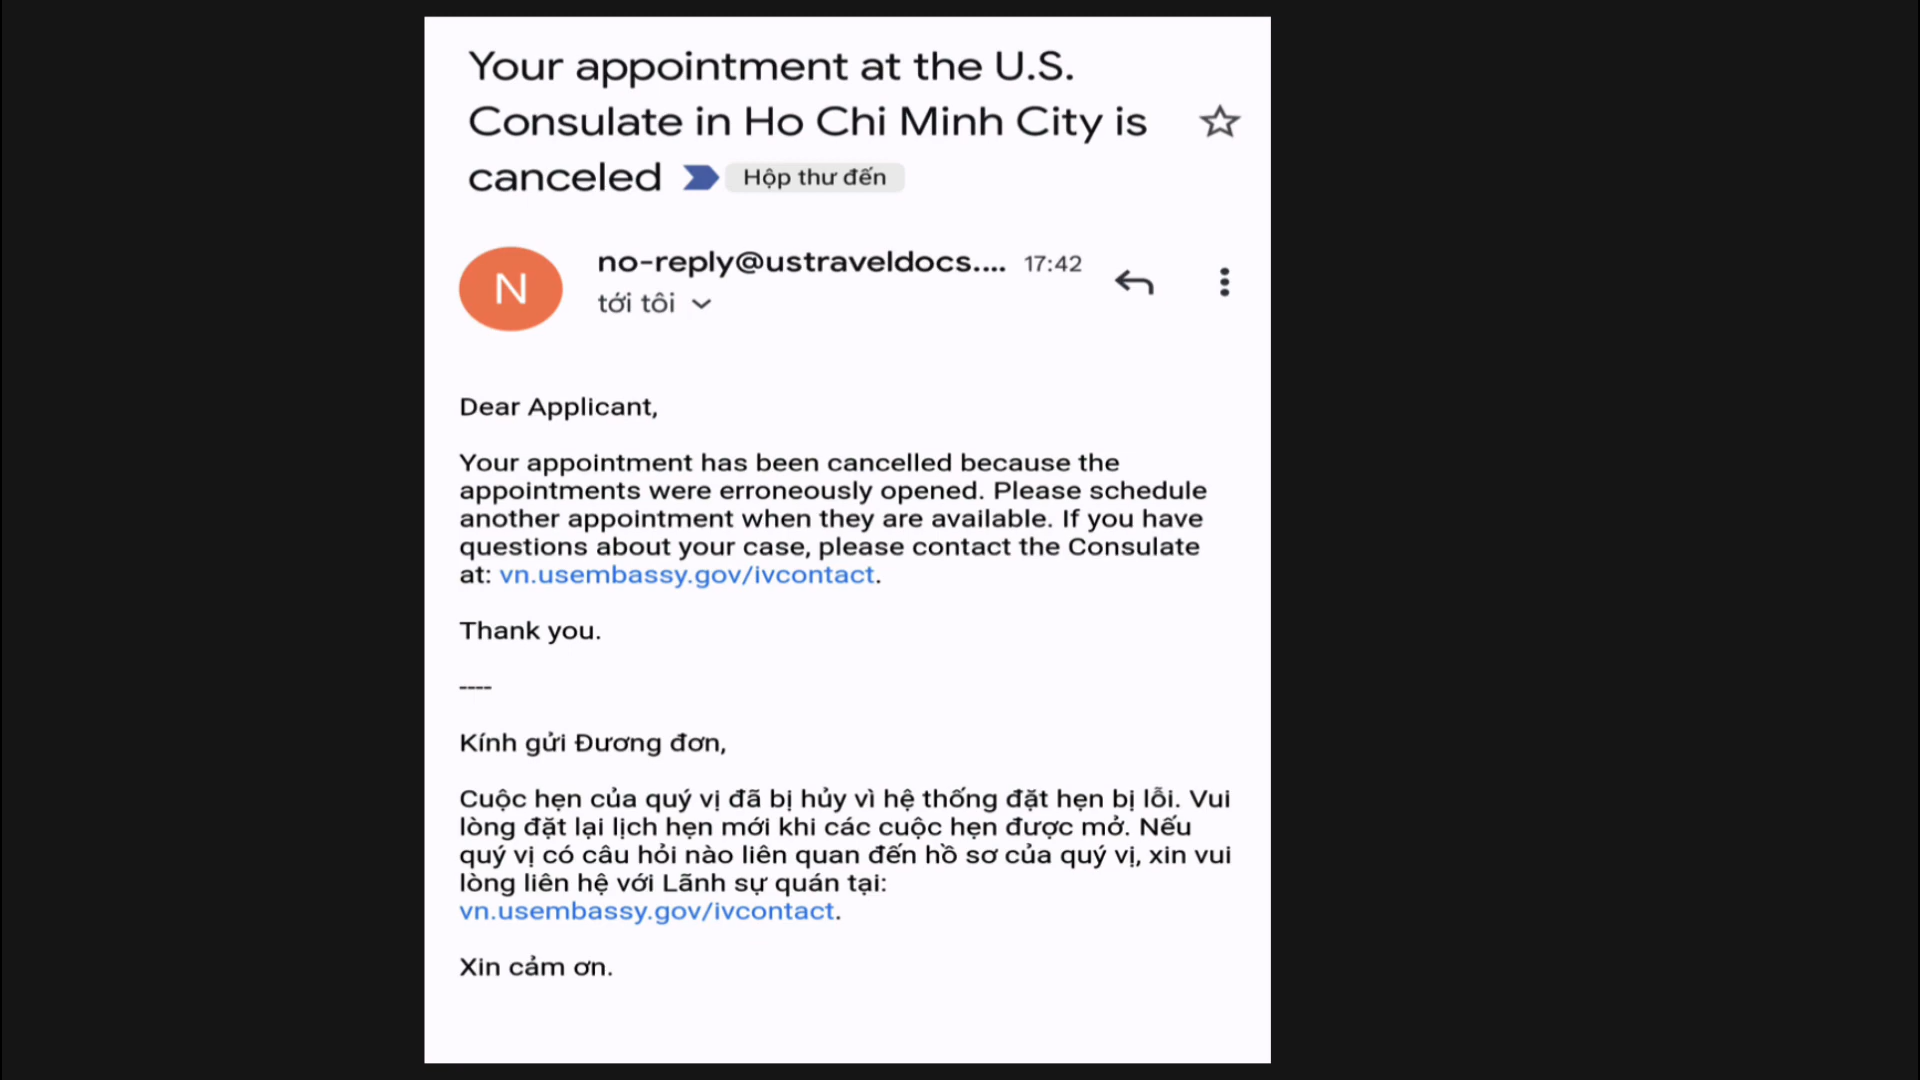 Your appointment at the U.S.
Consulate in Ho Chi Minh City is
canceled Hộp thư đến
N
no-reply@ustraveldocs.... 17:42
tới tôi
Dear Applicant,
Your appointment has been cancelled because the
appointments were erroneously opened. Please schedule
another appointment when they are available. If you have
questions about your case, please contact the Consulate
at: vn.usembassy.gov/ivcontact.
Thank you.
----
Kính gửi Đương đơn,
Cuộc hẹn của quý vị đã bị hủy vì hệ thống đặt hẹn bị lỗi. Vui
lòng đặt lại lịch hẹn mới khi các cuộc hẹn được mở. Nếu
quý vị có câu hỏi nào liên quan đến hồ sơ của quý vị, xin vui
lòng liên hệ với Lãnh sự quán tại:
vn.usembassy.gov/ivcontact.
Xin cảm ơn.